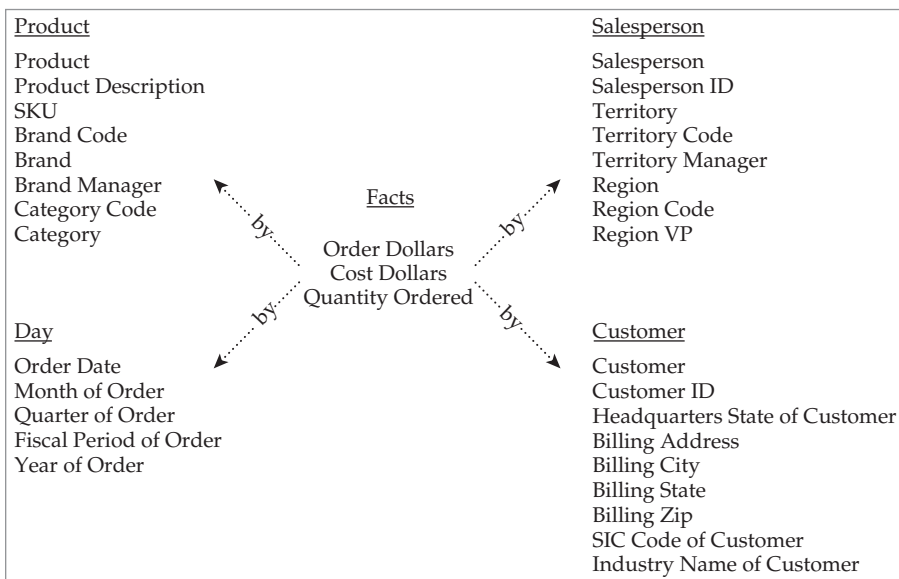 Product
Product
Product Description
SKU
Brand Code
Brand
Brand Manager
Category Code
Category
Salesperson
Salesperson
Salesperson ID
Territory
Territory Code
Territory Manager
Region
Region Code
Region VP
Facts
Order Dollars
Cost Dollars
Quantity Ordered
by
by
by
by
Day
Order Date
Month of Order
Quarter of Order
Fiscal Period of Order
Year of Order
Customer
Customer
Customer ID
Headquarters State of Customer
Billing Address
Billing City
Billing State
Billing Zip
SIC Code of Customer
Industry Name of Customer